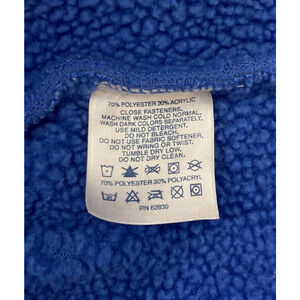 70% POLYESTER 30% ACRYLIC
CLOSE FASTENERS.
MACHINE WASH COLD NORMAL.
WASH DARK COLORS SEPARATELY.
USE MILD DETERGENT.
DO NOT BLEACH.
DO NOT USE FABRIC SOFTENER.
DO NOT WRING OR TWIST.
TUMBLE DRY LOW.
DO NOT DRY CLEAN.
70% POLYESTER 30% POLYACRYL
RN 62830